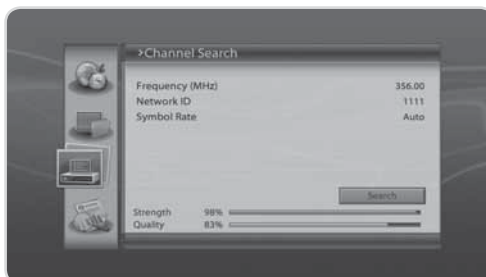 >Channel Search
Frequency (MHz) 356.00
Network ID 1111
Symbol Rate Auto
Search
Strength 98%
Quality 83%